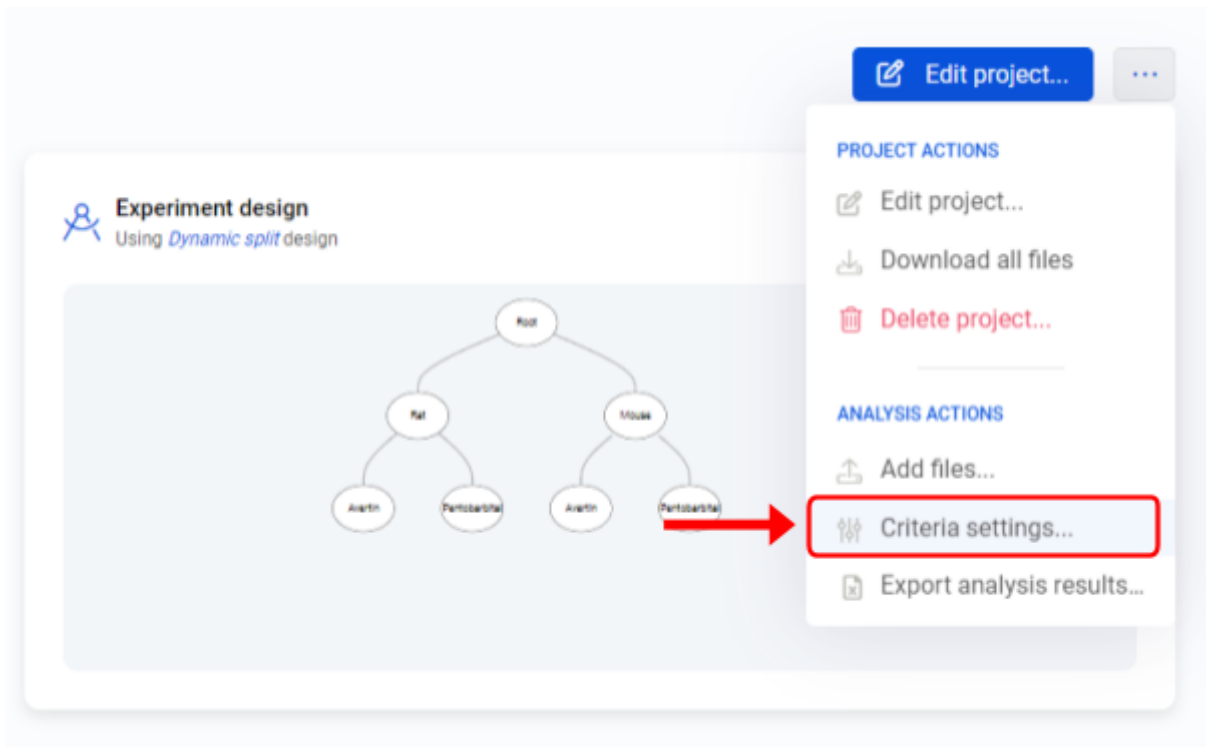 Edit project...
...
PROJECT ACTIONS
Edit project...
Download all files
Delete project...
ANALYSIS ACTIONS
Add files...
Criteria settings...
Export analysis results...
Experiment design
Using Dynamic split design
Root
Rat
Mouse
Avertin
Pentobarbital
Avertin
Pentobarbital